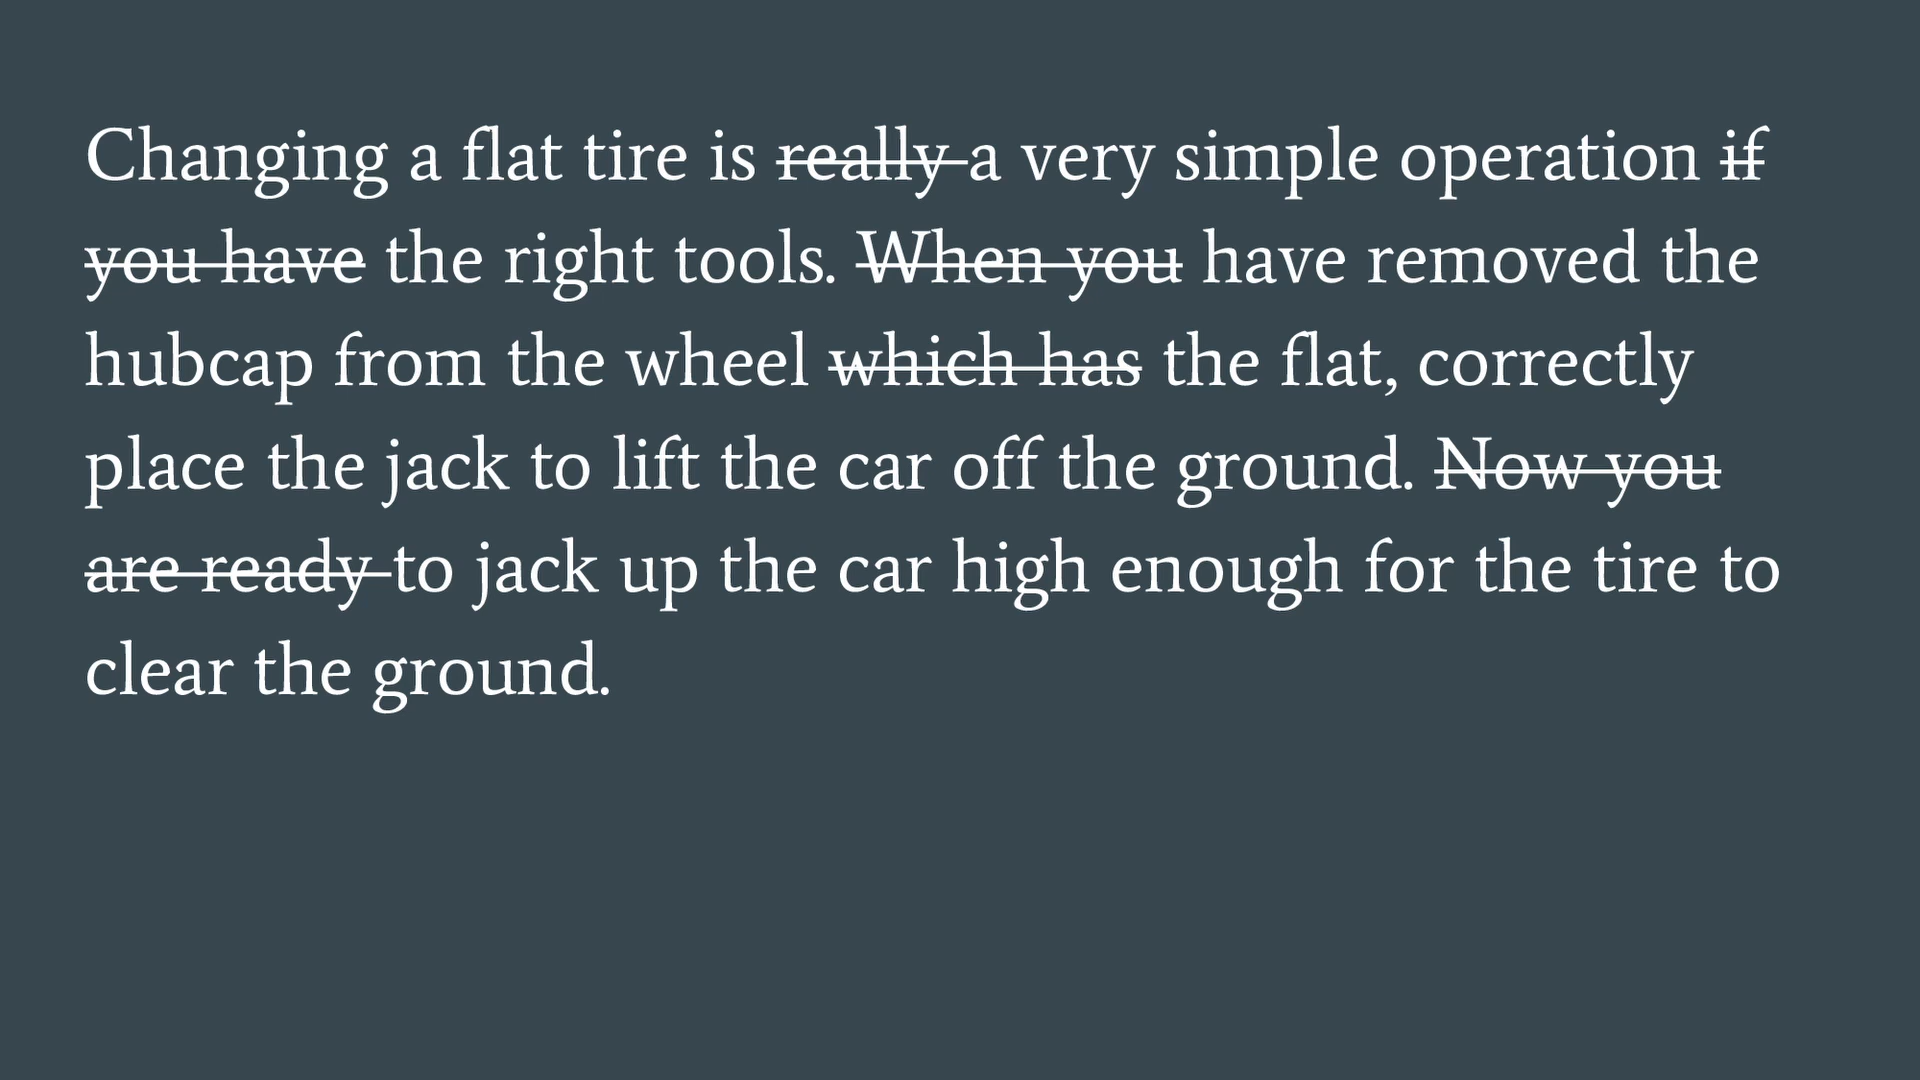 Changing a flat tire is really a very simple operation if
you have the right tools. When you have removed the
hubcap from the wheel which has the flat, correctly
place the jack to lift the car off the ground. Now you
are ready to jack up the car high enough for the tire to
clear the ground.